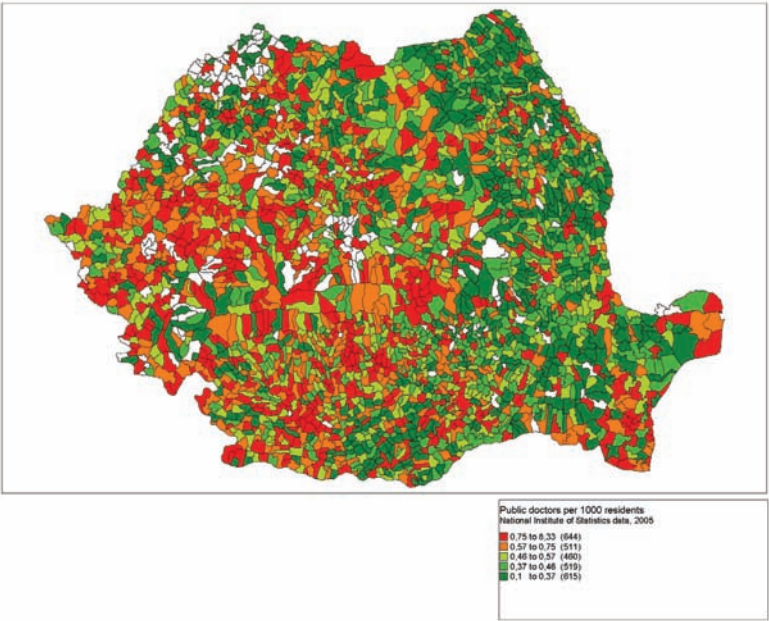 Public doctors per 1000 residents
National Institute of Statistics data, 2005
0,75 to 8,33 (644)
0,57 to 0,75 (511)
0,46 to 0,57 (460)
0,37 to 0,46 (519)
0,1 to 0,37 (615)